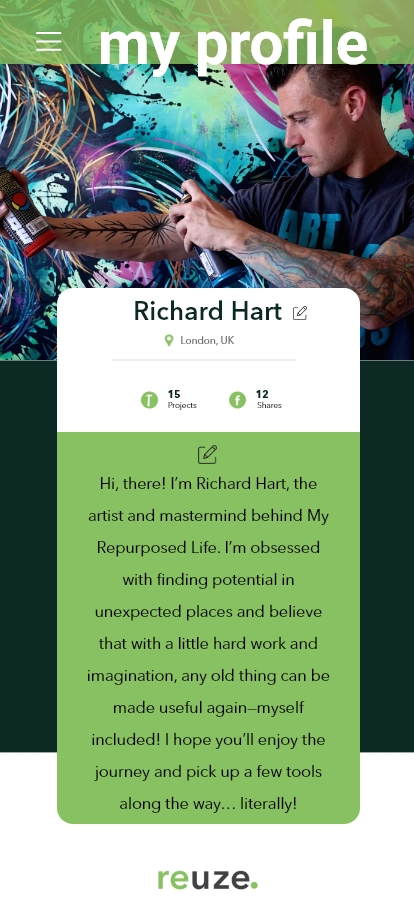 my profile
ART
Richard Hart
London, UK
15
Projects
12
Shares
Hi, there! I’m Richard Hart, the
artist and mastermind behind My
Repurposed Life. I’m obsessed
with finding potential in
unexpected places and believe
that with a little hard work and
imagination, any old thing can be
made useful again—myself
included! I hope you’ll enjoy the
journey and pick up a few tools
along the way… literally!
reuze.